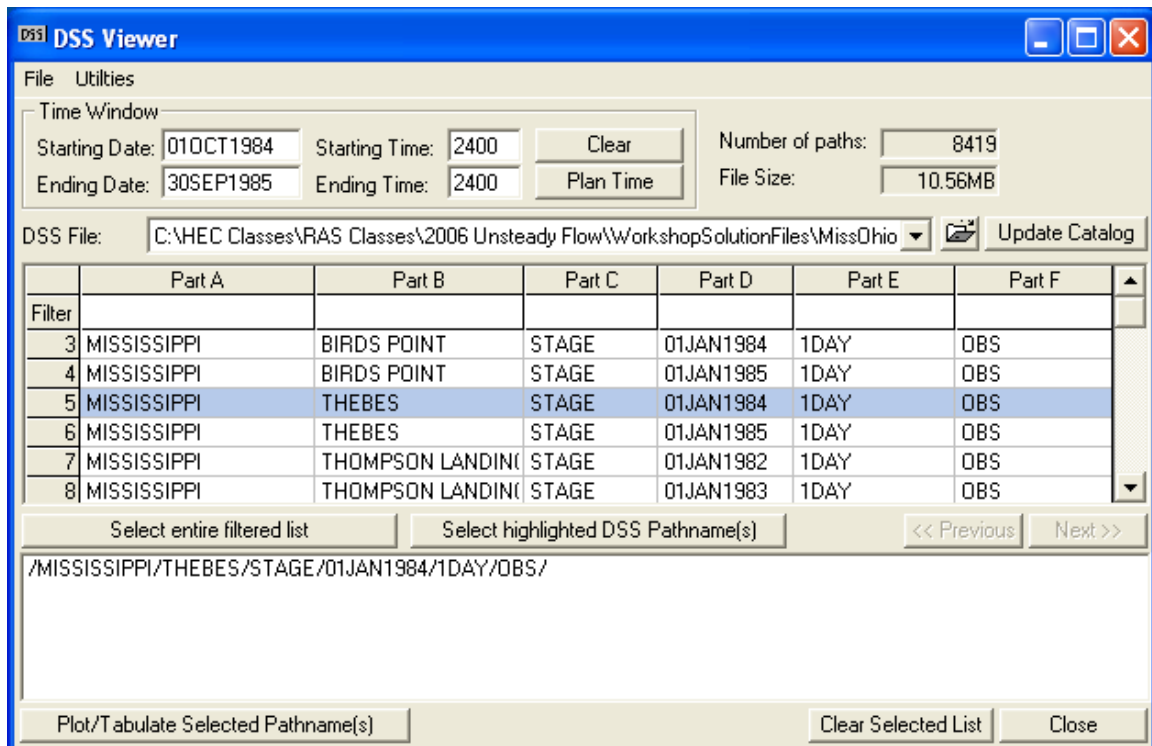 DSS DSS Viewer
File Utilties
Time Window
Starting Date: 01OCT1984 Starting Time: 2400 Clear Number of paths: 8419
Ending Date: 30SEP1985 Ending Time: 2400 Plan Time File Size: 10.56MB
DSS File: C:\HEC Classes\RAS Classes\2006 Unsteady Flow\WorkshopSolutionFiles\MissOhio Update Catalog
Part A Part B Part C Part D Part E Part F
Filter
3 MISSISSIPPI BIRDS POINT STAGE 01JAN1984 1DAY OBS
4 MISSISSIPPI BIRDS POINT STAGE 01JAN1985 1DAY OBS
5 MISSISSIPPI THEBES STAGE 01JAN1984 1DAY OBS
6 MISSISSIPPI THEBES STAGE 01JAN1985 1DAY OBS
7 MISSISSIPPI THOMPSON LANDIN( STAGE 01JAN1982 1DAY OBS
8 MISSISSIPPI THOMPSON LANDIN( STAGE 01JAN1983 1DAY OBS
Select entire filtered list Select highlighted DSS Pathname(s) << Previous Next >>
/MISSISSIPPI/THEBES/STAGE/01JAN1984/1DAY/OBS/
Plot/Tabulate Selected Pathname(s) Clear Selected List Close